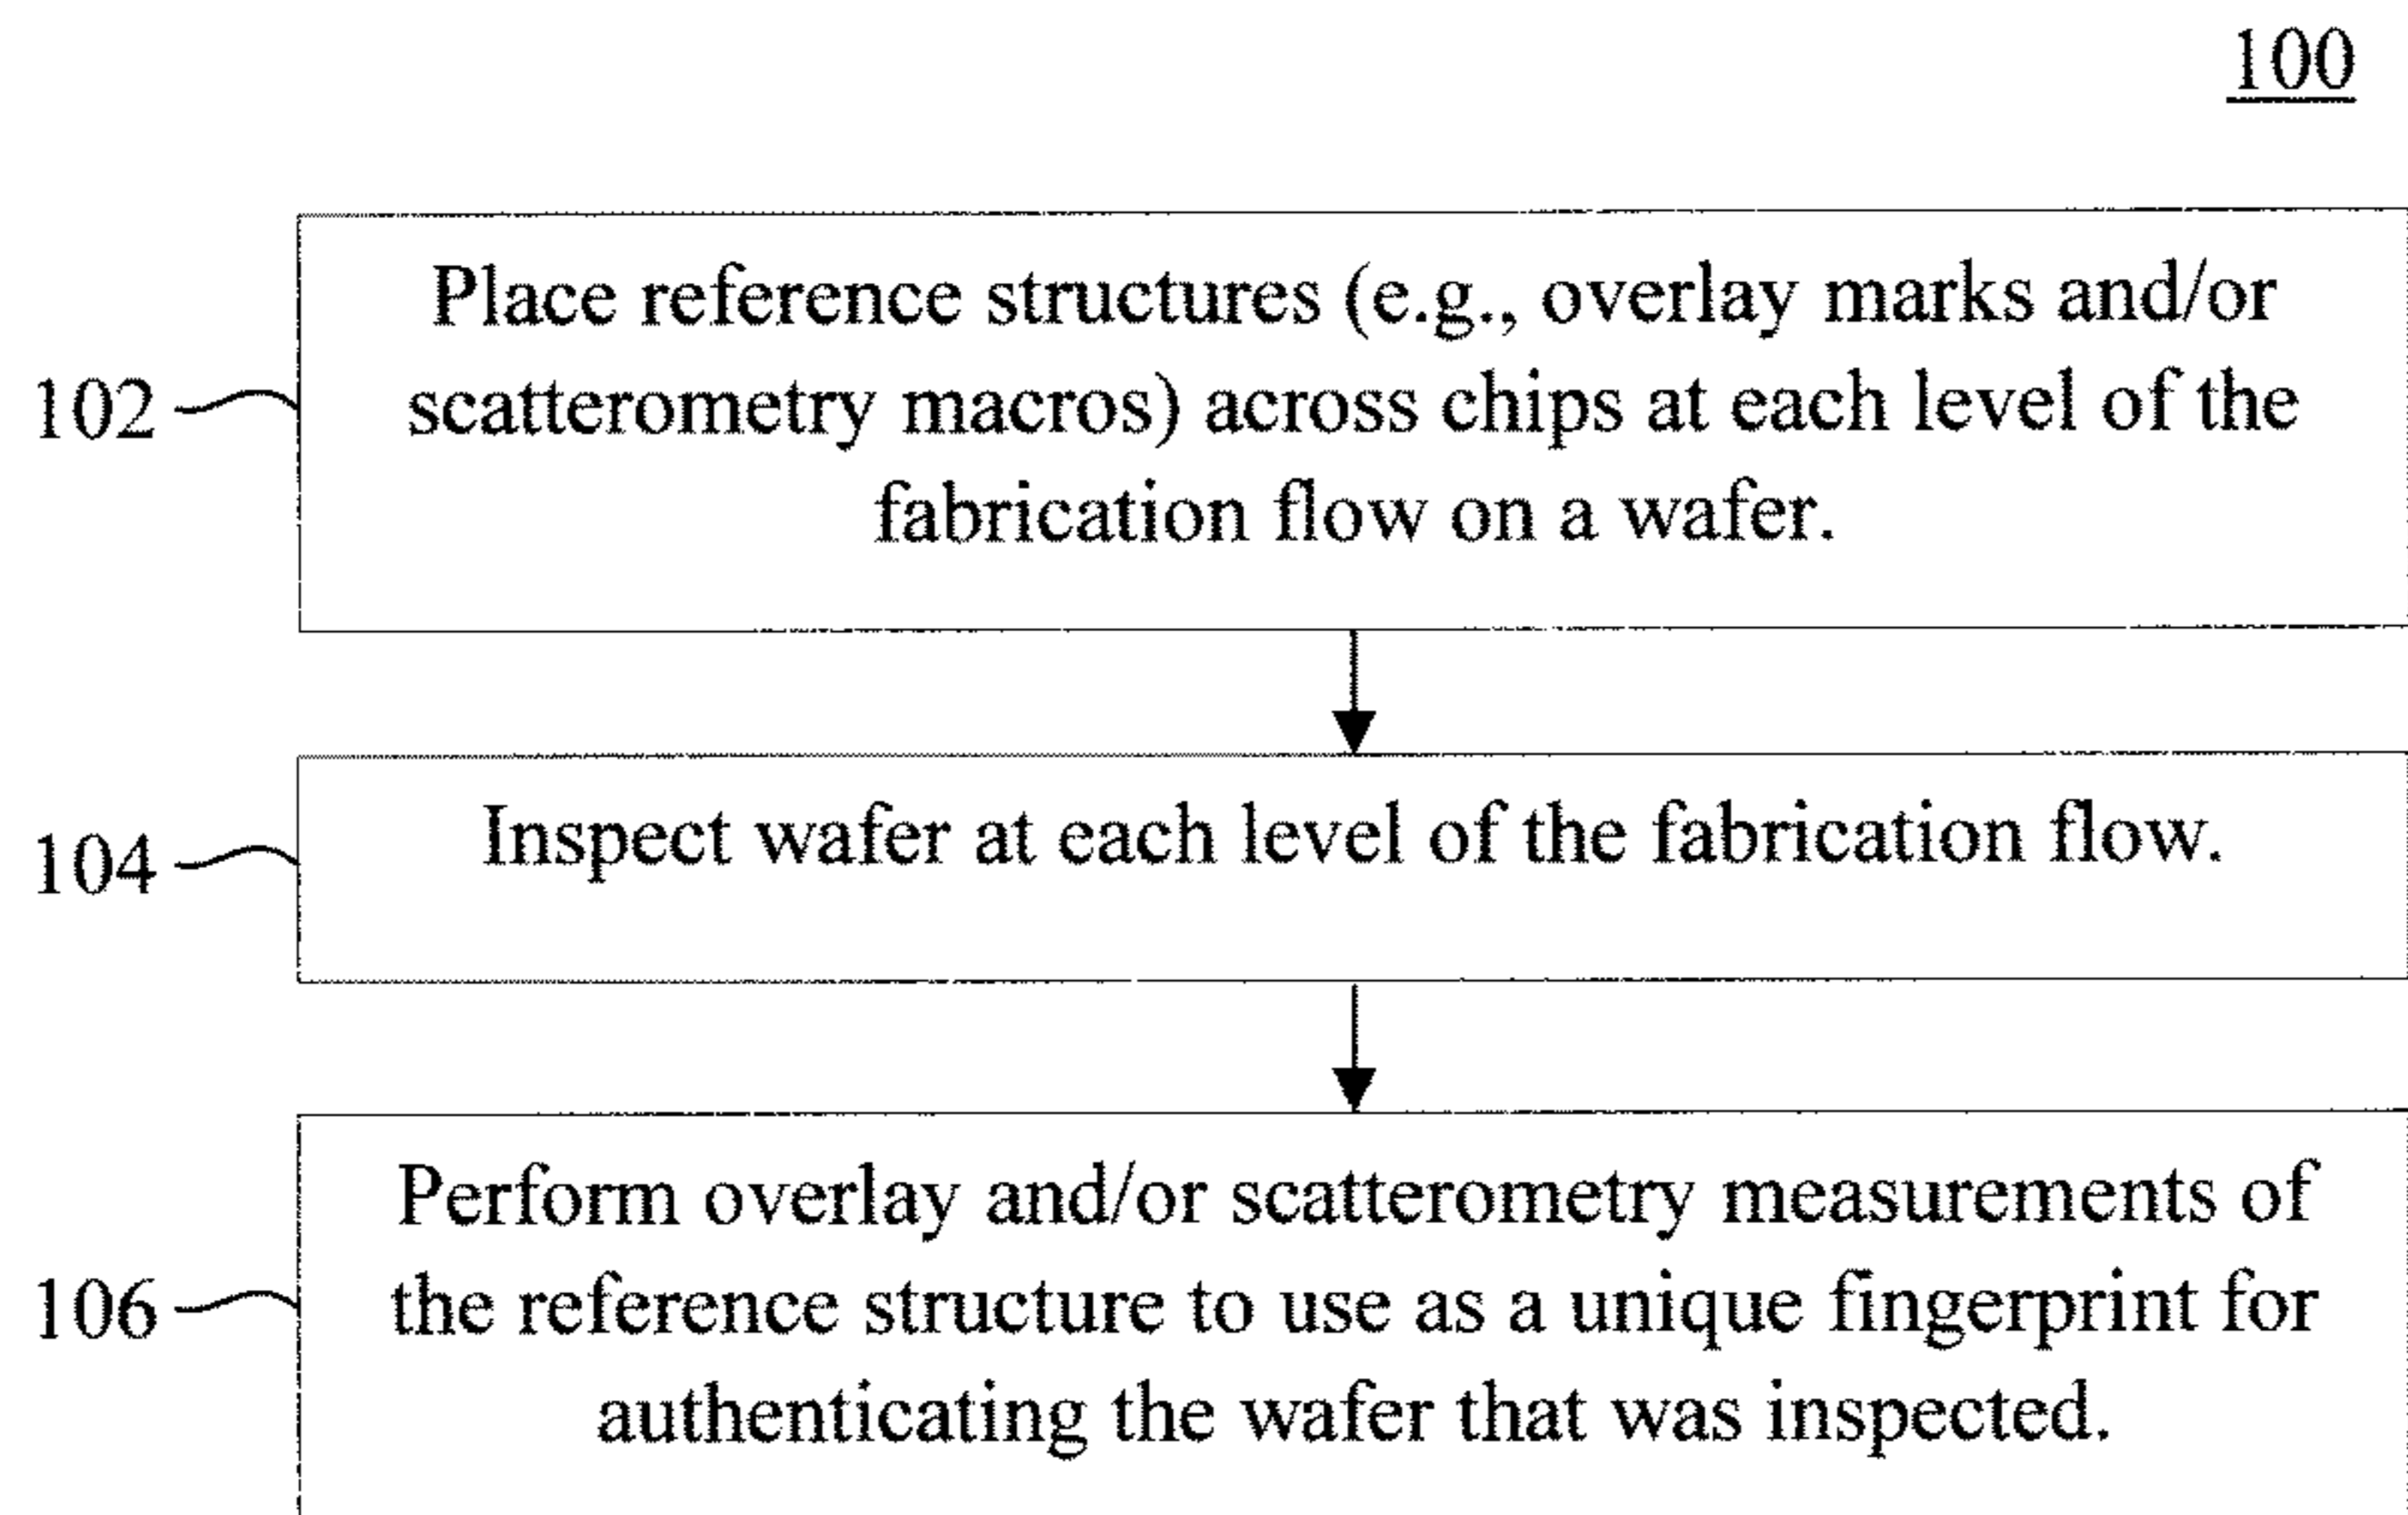 100
Place reference structures (e.g., overlay marks and/or
102
scatterometry macros) across chips at each level of the
fabrication flow on a wafer.
104
Inspect wafer at each level of the fabrication flow.
Perform overlay and/or scatterometry measurements of
106
the reference structure to use as a unique fingerprint for
authenticating the wafer that was inspected.